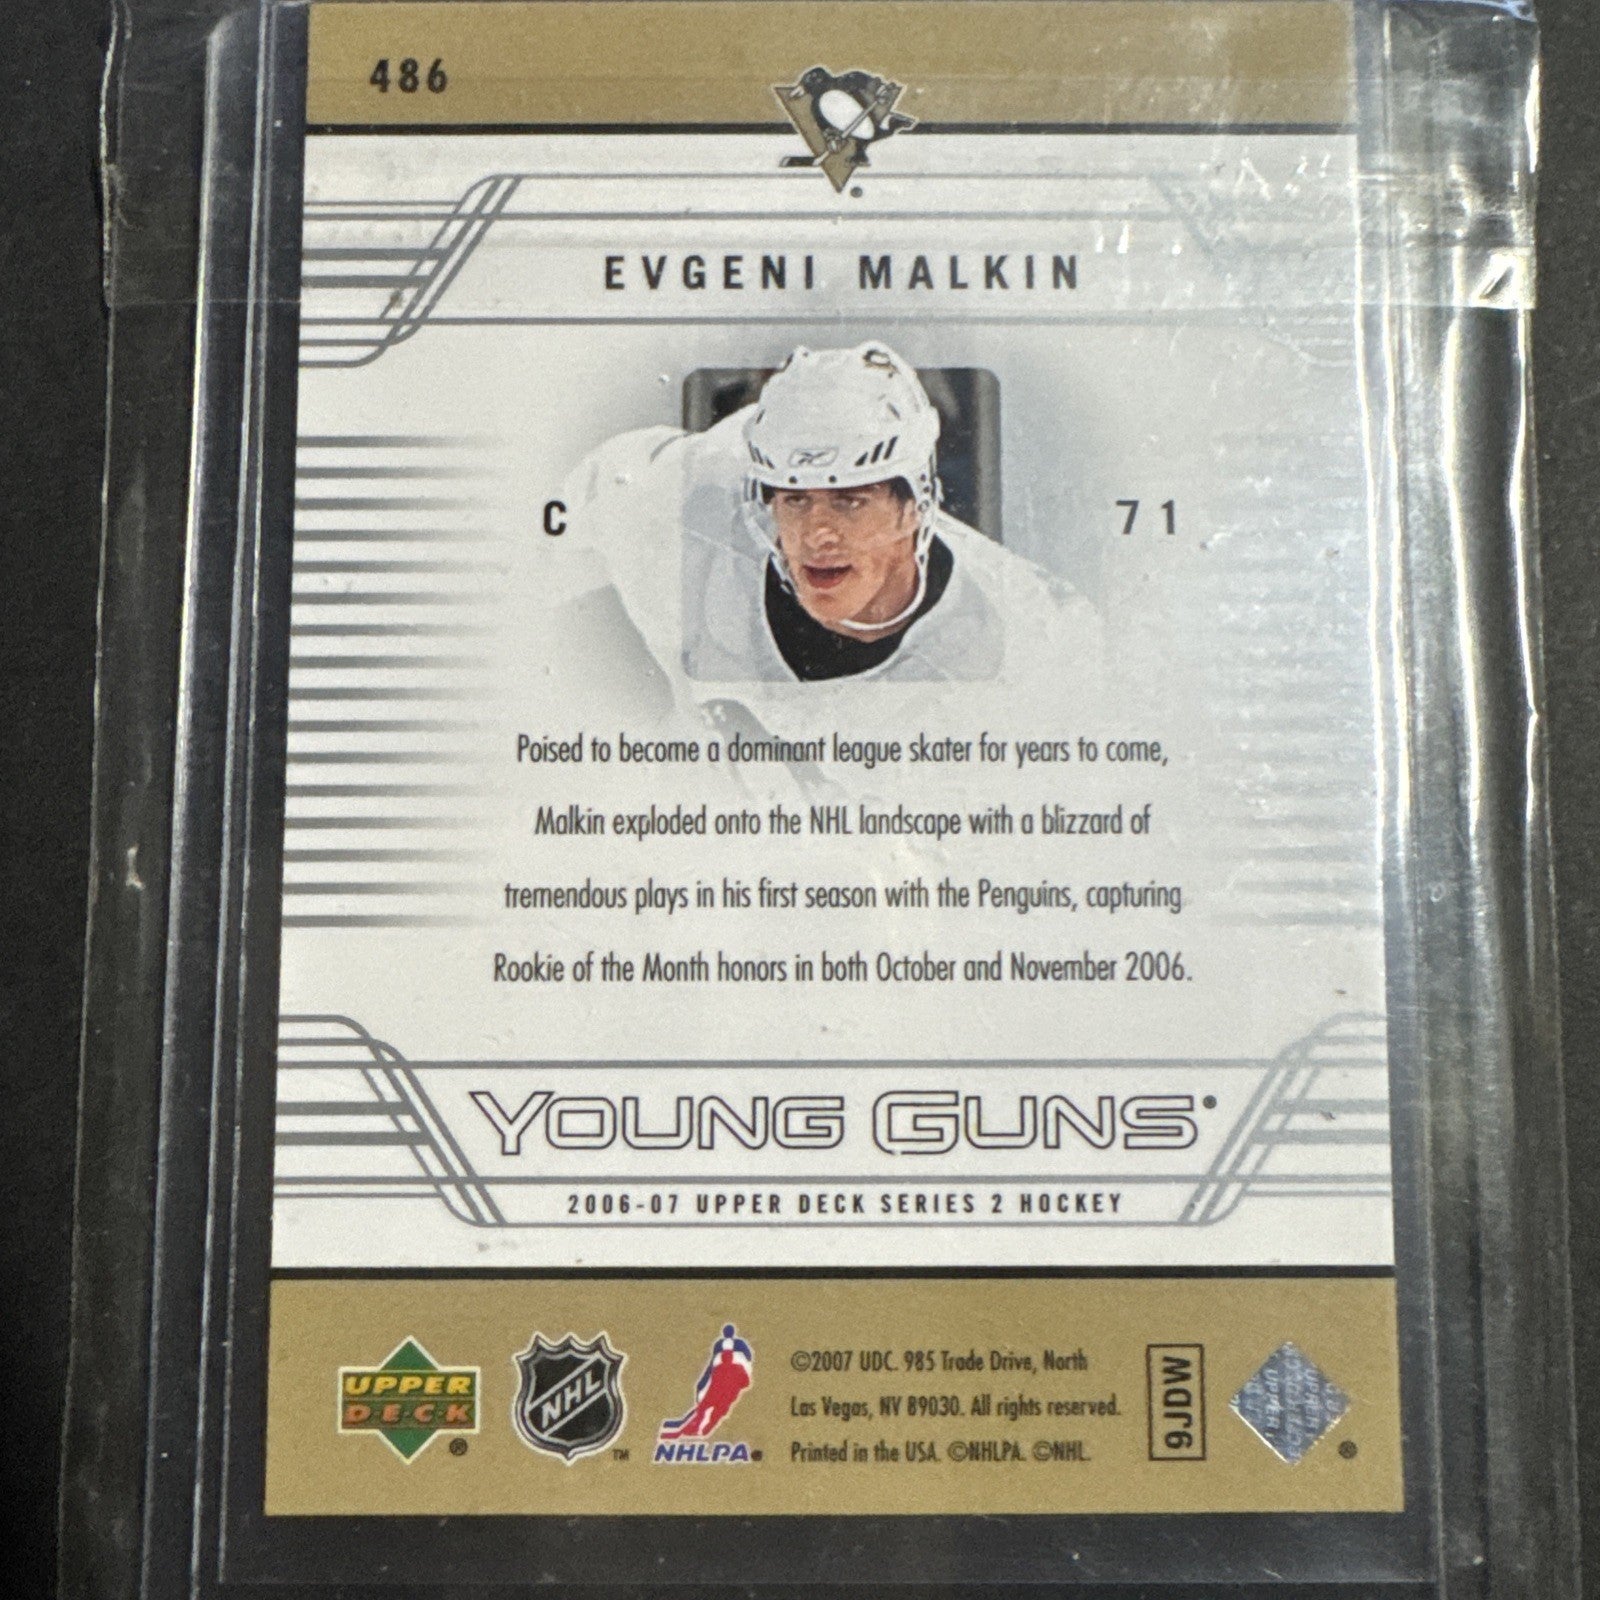 486
EVGENI MALKIN
C
71
Poised to become a dominant league skater for years to come,
Malkin exploded onto the NHL landscape with a blizzard of
tremendous plays in his first season with the Penguins, capturing
Rookie of the Month honors in both October and November 2006.
YOUNG GUNS®
2006-07 UPPER DECK SERIES 2 HOCKEY
UPPER
DECK®
NHL™
NHLPA®
©2007 UDC. 985 Trade Drive, North
Las Vegas, NV 89030. All rights reserved.
Printed in the USA. ©NHLPA. ©NHL.
9JDW